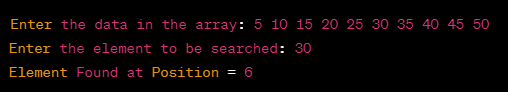 Enter the data in the array: 5 10 15 20 25 30 35 40 45 50
Enter the element to be searched: 30
Element Found at Position = 6